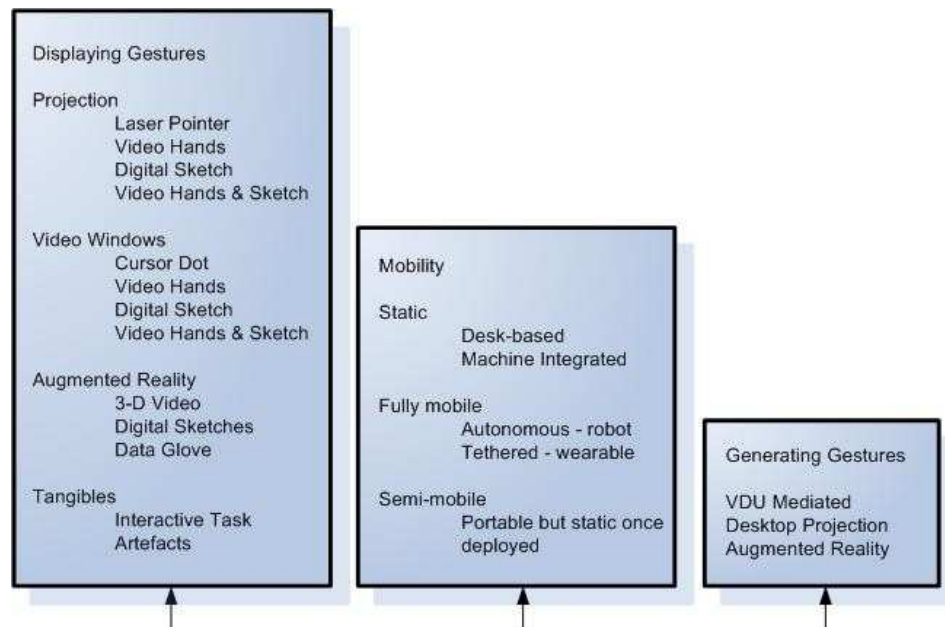 Displaying Gestures
Projection
Laser Pointer
Video Hands
Digital Sketch
Video Hands & Sketch
Video Windows
Cursor Dot
Video Hands
Digital Sketch
Video Hands & Sketch
Augmented Reality
3-D Video
Digital Sketches
Data Glove
Tangibles
Interactive Task
Artefacts
Mobility
Static
Desk-based
Machine Integrated
Fully mobile
Autonomous - robot
Tethered - wearable
Semi-mobile
Portable but static once
deployed
Generating Gestures
VDU Mediated
Desktop Projection
Augmented Reality